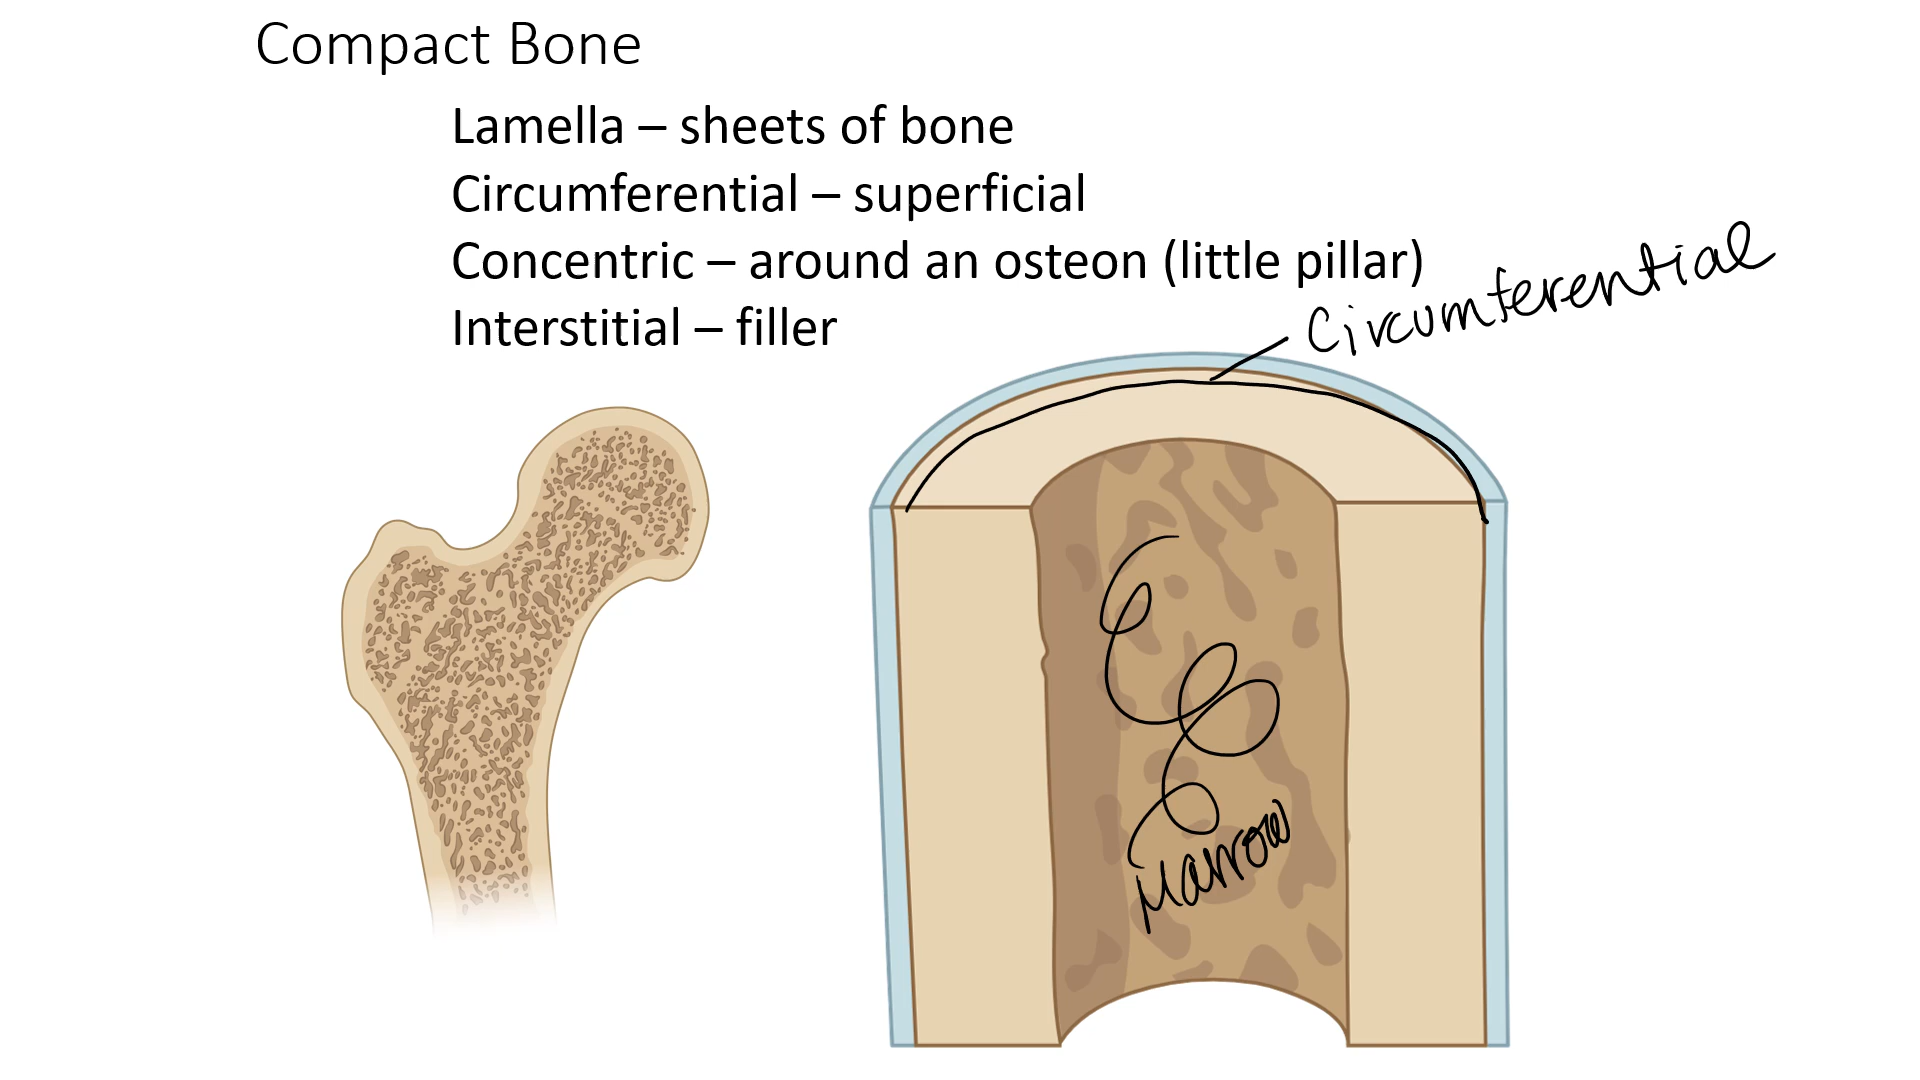 Compact Bone
Lamella – sheets of bone
Circumferential – superficial
Concentric – around an osteon (little pillar)
Interstitial – filler
Circumferential
Marrow